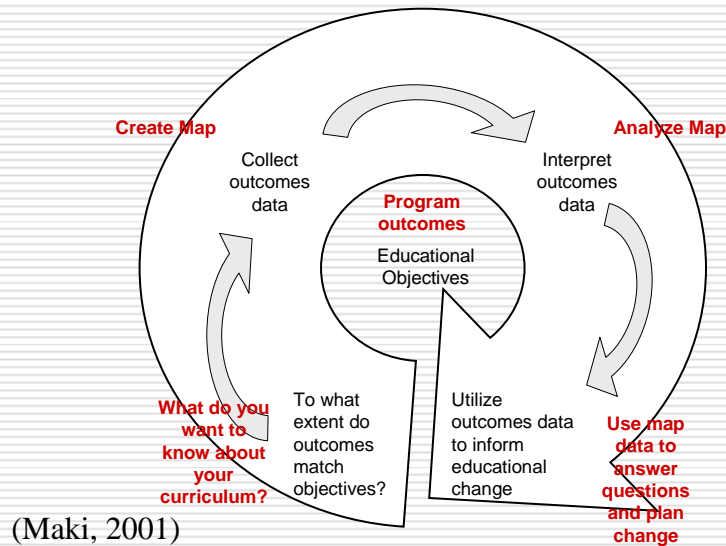 Create Map
Analyze Map
Collect
outcomes
data
Interpret
outcomes
data
Program
outcomes
Educational
Objectives
What do you
want to
know about
your
curriculum?
To what
extent do
outcomes
match
objectives?
Utilize
outcomes data
to inform
educational
change
Use map
data to
answer
questions
and plan
change
(Maki, 2001)